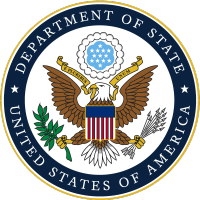 DEPARTMENT OF STATE
UNITED STATES OF AMERICA